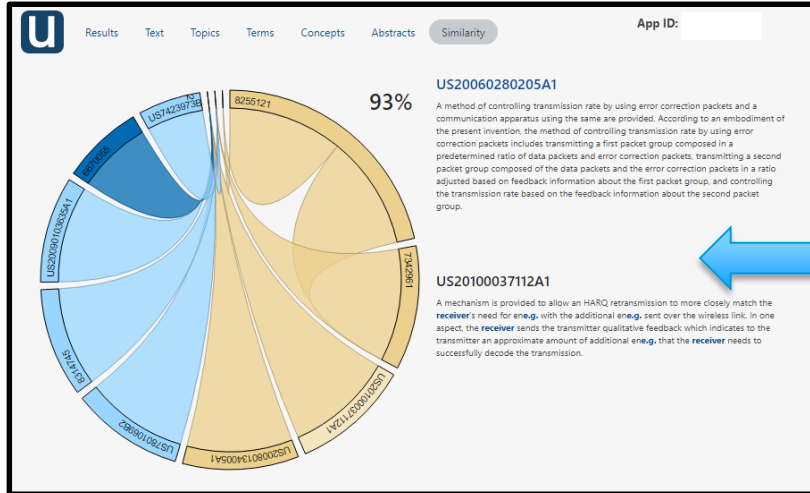 U
Results Text Topics Terms Concepts Abstracts Similarity
App ID:
93%
US20060280205A1
A method of controlling transmission rate by using error correction packets and a
communication apparatus using the same are provided. According to an embodiment of
the present invention, the method of controlling transmission rate by using error
correction packets includes transmitting a first packet group composed in a
predetermined ratio of data packets and error correction packets, transmitting a second
packet group composed of the data packets and the error correction packets in a ratio
adjusted based on feedback information about the first packet group, and controlling
the transmission rate based on the feedback information about the second packet
group.
US20100037112A1
A mechanism is provided to allow an HARQ retransmission to more closely match the
receiver's need for ene.g. with the additional ene.g. sent over the wireless link. In one
aspect, the receiver sends the transmitter qualitative feedback which indicates to the
transmitter an approximate amount of additional ene.g. that the receiver needs to
successfully decode the transmission.
8255121
7342961
US20100037112A1
US20080134005A1
US7801069B2
8314745
US20090103635A1
6670055
US7423973B
2